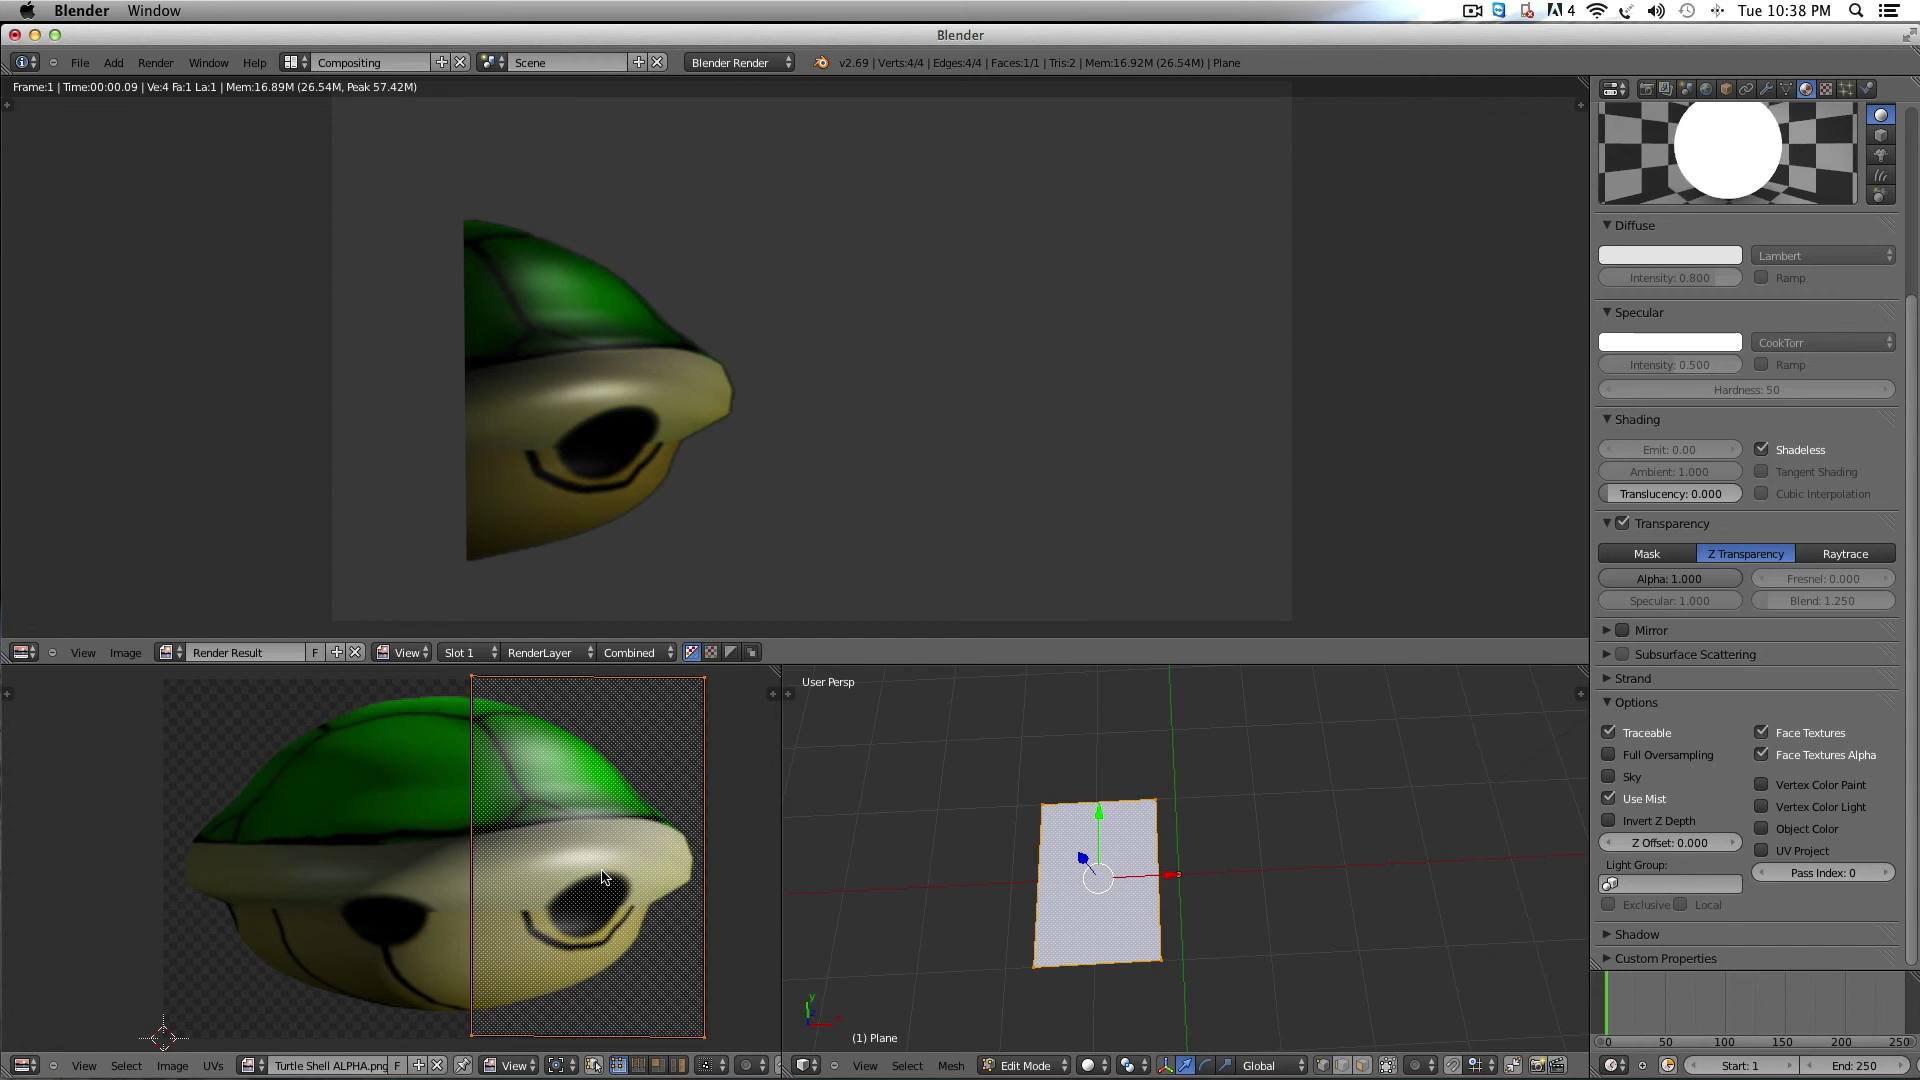 Blender Window 4 Tue 10:38 PM
Blender
File Add Render Window Help Compositing Scene Blender Render v2.69 | Verts:4/4 | Edges:4/4 | Faces:1/1 | Tris:2 | Mem:16.92M (26.54M) | Plane
Frame:1 | Time:00:00.09 | Ve:4 Fa:1 La:1 | Mem:16.89M (26.54M, Peak 57.42M)
Diffuse
Lambert
Intensity: 0.800 Ramp
Specular
CookTorr
Intensity: 0.500 Ramp
Hardness: 50
Shading
Emit: 0.00 Shadeless
Ambient: 1.000 Tangent Shading
Translucency: 0.000 Cubic Interpolation
Transparency
Mask Z Transparency Raytrace
Alpha: 1.000 Fresnel: 0.000
Specular: 1.000 Blend: 1.250
Mirror
Subsurface Scattering
Strand
Options
Traceable Face Textures
Full Oversampling Face Textures Alpha
Sky
Vertex Color Paint
Use Mist
Vertex Color Light
Invert Z Depth
Object Color
Z Offset: 0.000
UV Project
Light Group:
Pass Index: 0
Exclusive Local
Shadow
Custom Properties
View Image Render Result F View Slot 1 RenderLayer Combined
User Persp
y
z
(1) Plane
0 50 100 150 200 250
View Select Image UVs Turtle Shell ALPHA.png F View
View Select Mesh Edit Mode Global
Start: 1 End: 250